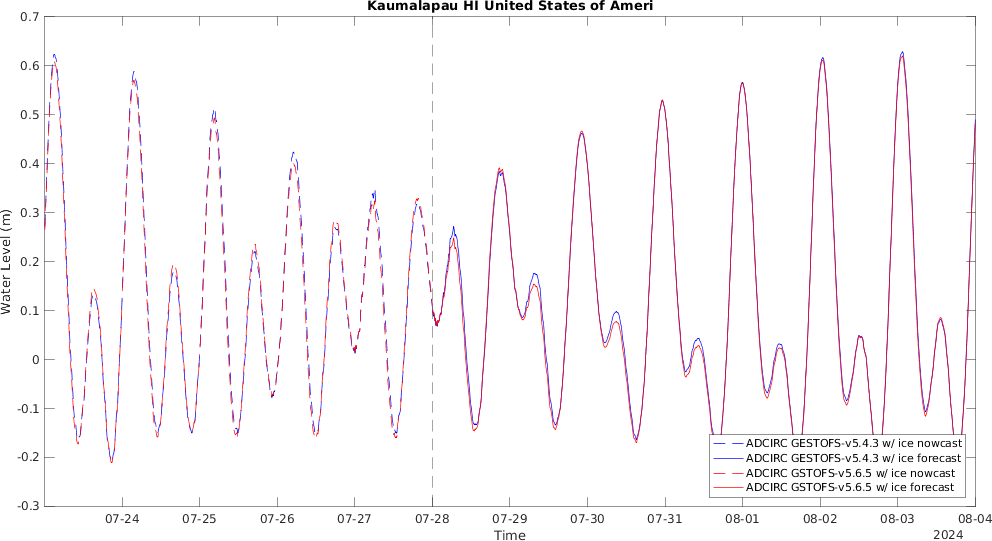 Kaumalapau HI United States of Ameri
0.7
0.6
0.5
0.4
0.3
0.2
0.1
0
-0.1
-0.2
-0.3
Water Level (m)
ADCIRC GESTOFS-v5.4.3 w/ ice nowcast
ADCIRC GESTOFS-v5.4.3 w/ ice forecast
ADCIRC GSTOFS-v5.6.5 w/ ice nowcast
ADCIRC GSTOFS-v5.6.5 w/ ice forecast
07-24 07-25 07-26 07-27 07-28 07-29 07-30 07-31 08-01 08-02 08-03 08-04
Time
2024